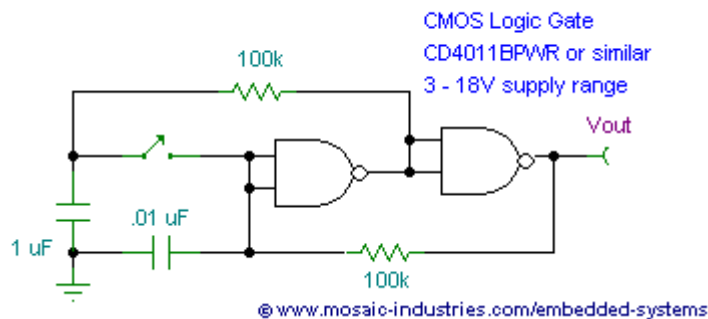 CMOS Logic Gate
CD4011BPWR or similar
3 - 18V supply range
100k
Vout
.01 uF
1 uF
100k
© www.mosaic-industries.com/embedded-systems